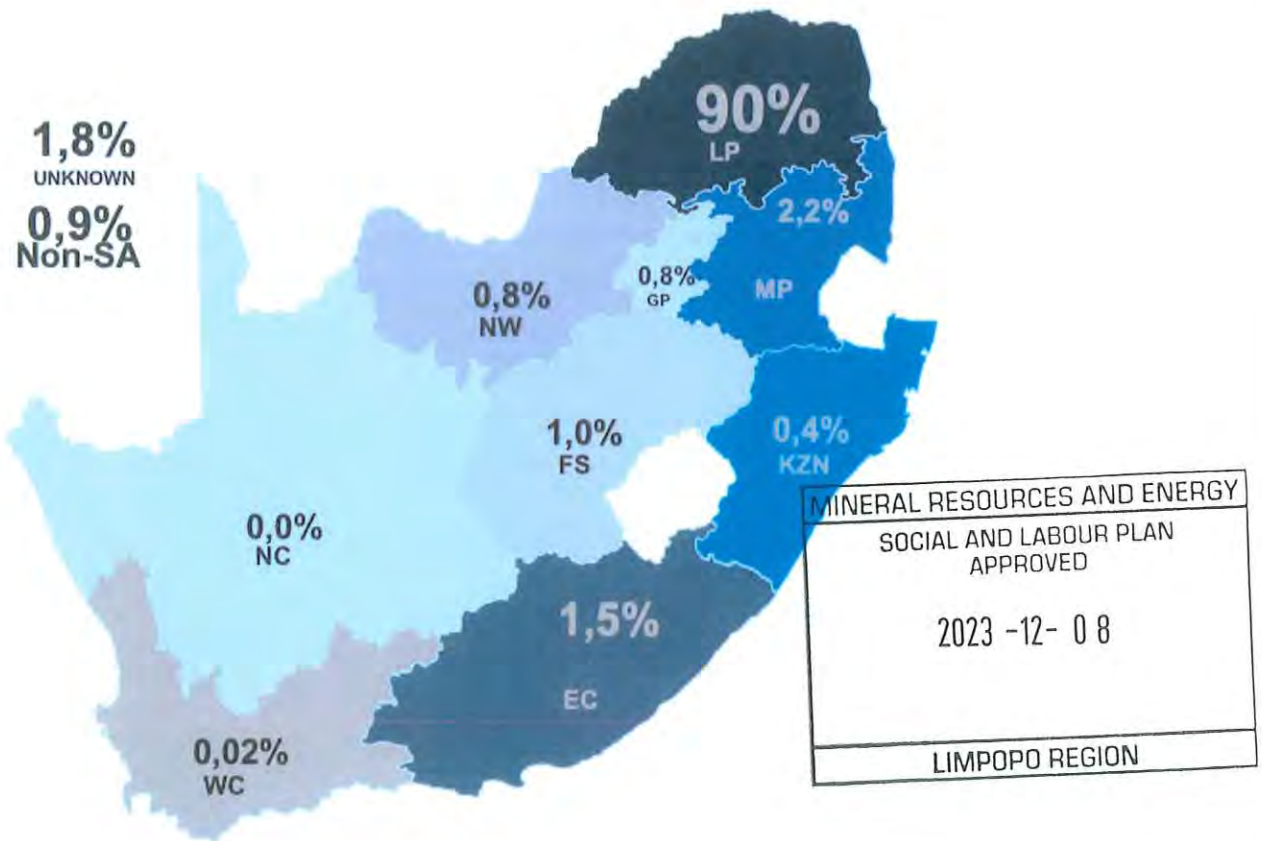 90%
LP
1,8%
UNKNOWN
0,9%
Non-SA
2,2%
MP
0,8%
GP
0,8%
NW
1,0%
FS
0,4%
KZN
0,0%
NC
1,5%
EC
0,02%
WC
MINERAL RESOURCES AND ENERGY
SOCIAL AND LABOUR PLAN
APPROVED
2023 -12- 08
LIMPOPO REGION